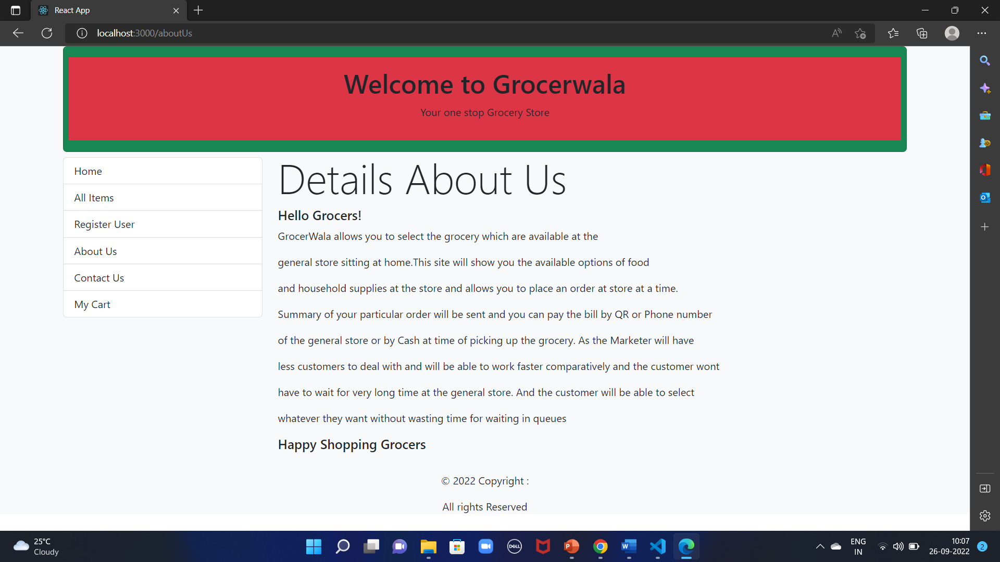 React App
localhost:3000/aboutUs
Welcome to Grocerwala
Your one stop Grocery Store
Home
All Items
Register User
About Us
Contact Us
My Cart
Details About Us
Hello Grocers!
GrocerWala allows you to select the grocery which are available at the
general store sitting at home.This site will show you the available options of food
and household supplies at the store and allows you to place an order at store at a time.
Summary of your particular order will be sent and you can pay the bill by QR or Phone number
of the general store or by Cash at time of picking up the grocery. As the Marketer will have
less customers to deal with and will be able to work faster comparatively and the customer wont
have to wait for very long time at the general store. And the customer will be able to select
whatever they want without wasting time for waiting in queues
Happy Shopping Grocers
© 2022 Copyright :
All rights Reserved
25°C
Cloudy
DELL
ENG
IN
10:07
26-09-2022
2